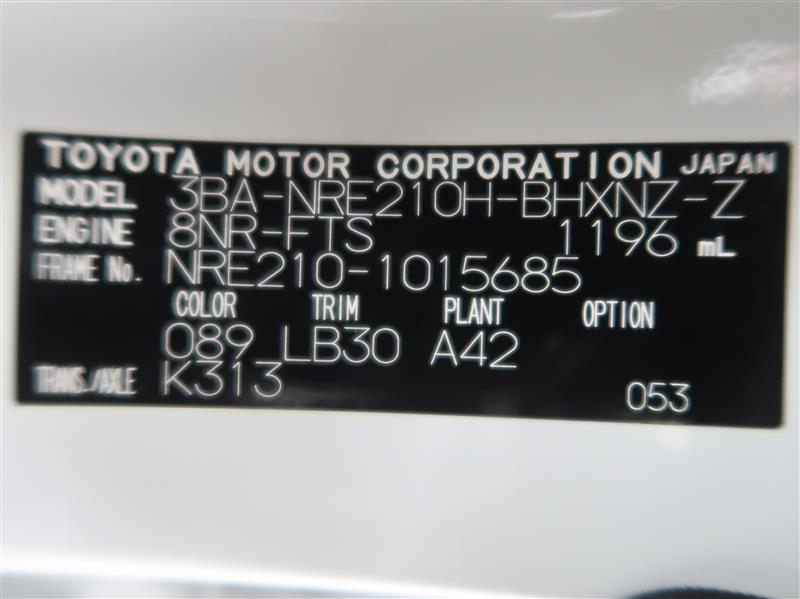 TOYOTA MOTOR CORPORATION JAPAN
MODEL 3BA-NRE210H-BHXNZ-Z
ENGINE 8NR-FTS 1196 mL
FRAME No. NRE210-1015685
COLOR TRIM PLANT OPTION
089 LB30 A42
TRANS./AXLE K313
053